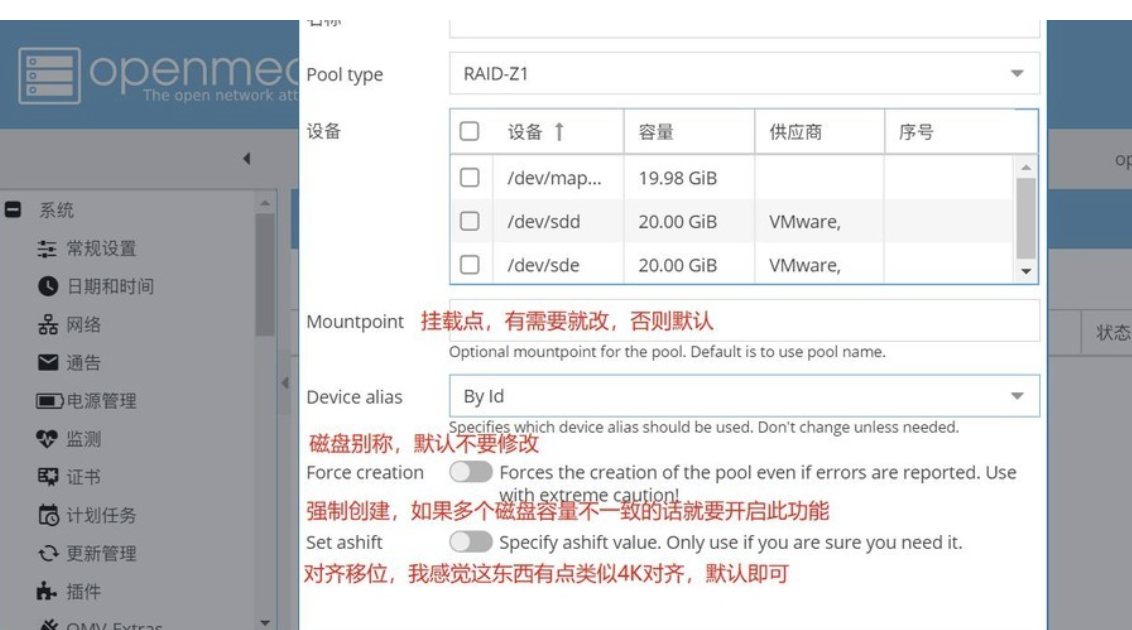 名称
openmed
The open network att
Pool type
RAID-Z1
设备
设备
容量
供应商
序号
/dev/map...
19.98 GiB
/dev/sdd
20.00 GiB
VMware,
/dev/sde
20.00 GiB
VMware,
Mountpoint
挂载点，有需要就改，否则默认
Optional mountpoint for the pool. Default is to use pool name.
Device alias
By Id
Specifies which device alias should be used. Don't change unless needed.
磁盘别称，默认不要修改
Force creation
Forces the creation of the pool even if errors are reported. Use
with extreme caution!
强制创建，如果多个磁盘容量不一致的话就要开启此功能
Set ashift
Specify ashift value. Only use if you are sure you need it.
对齐移位，我感觉这东西有点类似4K对齐，默认即可
系统
常规设置
日期和时间
网络
通告
电源管理
监测
证书
计划任务
更新管理
插件
OMV-Extras
op
状态